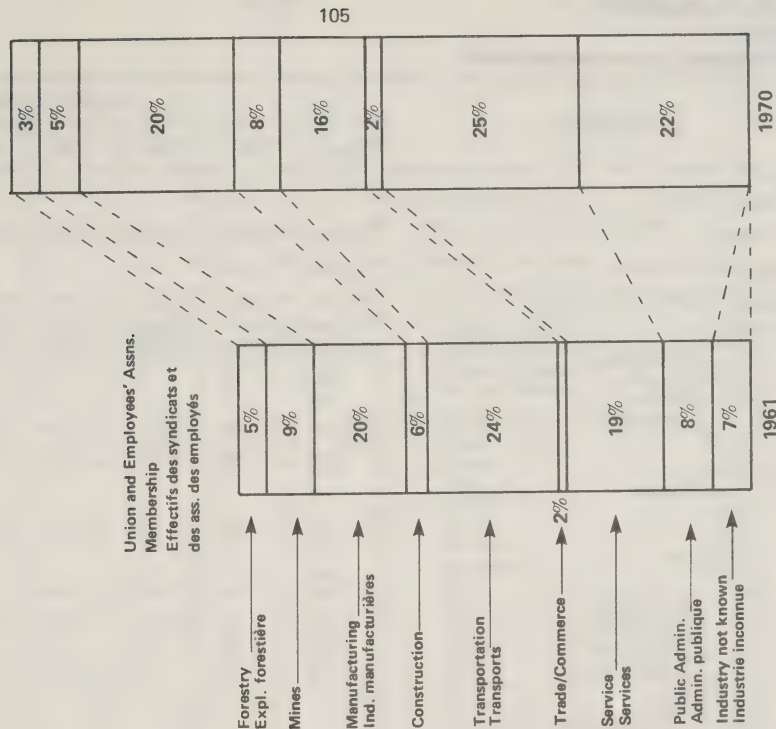 105
Union and Employees' Assns.
Membership
Effectifs des syndicats et
des ass. des employés
Forestry
Expl. forestière
Mines
Manufacturing
Ind. manufacturières
Construction
Transportation
Transports
Trade/Commerce
Service
Services
Public Admin.
Admin. publique
Industry not known
Industrie inconnue
5%
9%
20%
6%
24%
2%
19%
8%
7%
1961
3%
5%
20%
8%
16%
2%
25%
22%
1970